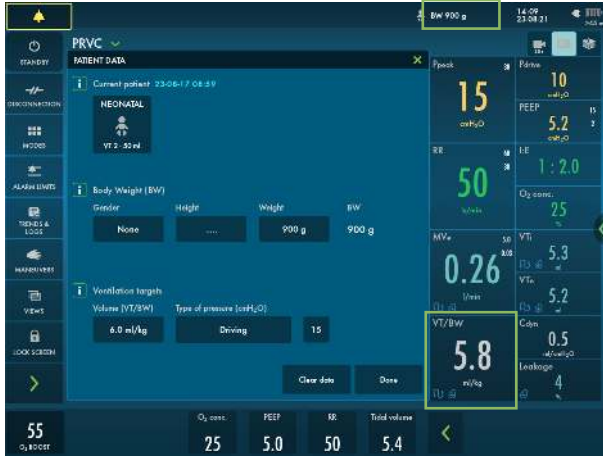 BW 900 g
14:09
23-08-21
STANDBY
DISCONNECTION
MODES
ALARM LIMITS
TRENDS &
LOGS
MANEUVERS
VIEWS
LOCK SCREEN
55
O₂ BOOST
PRVC
PATIENT DATA
Current patient 23-08-17 08:59
NEONATAL
VT 2 - 50 ml
Body Weight (BW)
Gender Height Weight BW
None .... 900 g 900 g
Ventilation targets
Volume (VT/BW) Type of pressure (cmH₂O)
6.0 ml/kg Driving 15
Clear data Done
Ppeak
15
cmH₂O
Pdrive
10
cmH₂O
PEEP
5.2
cmH₂O
RR
50
b/min
I:E
1 : 2.0
O₂ conc.
25
%
MVe
0.26
l/min
VTi
5.3
ml
VTe
5.2
ml
VT/BW
5.8
ml/kg
Cdyn
0.5
ml/cmH₂O
Leakage
4
%
O₂ conc. PEEP RR Tidal volume
25 5.0 50 5.4